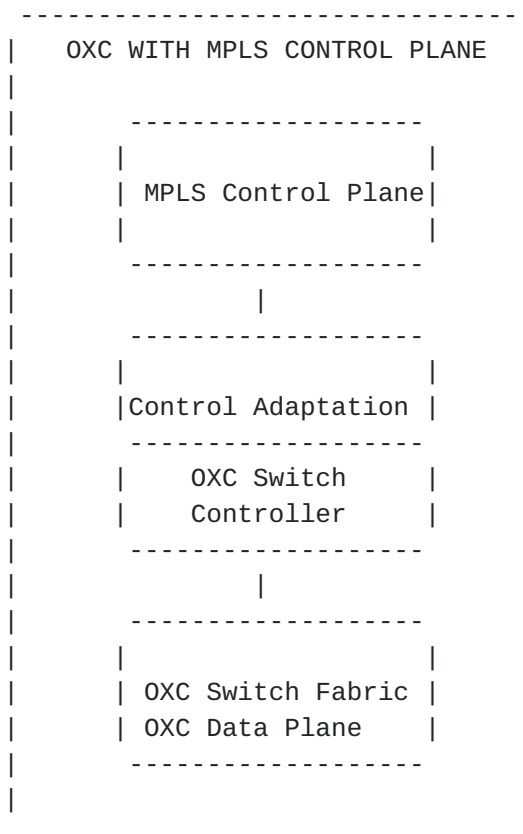 OXC WITH MPLS CONTROL PLANE
MPLS Control Plane
Control Adaptation
OXC Switch
Controller
OXC Switch Fabric
OXC Data Plane